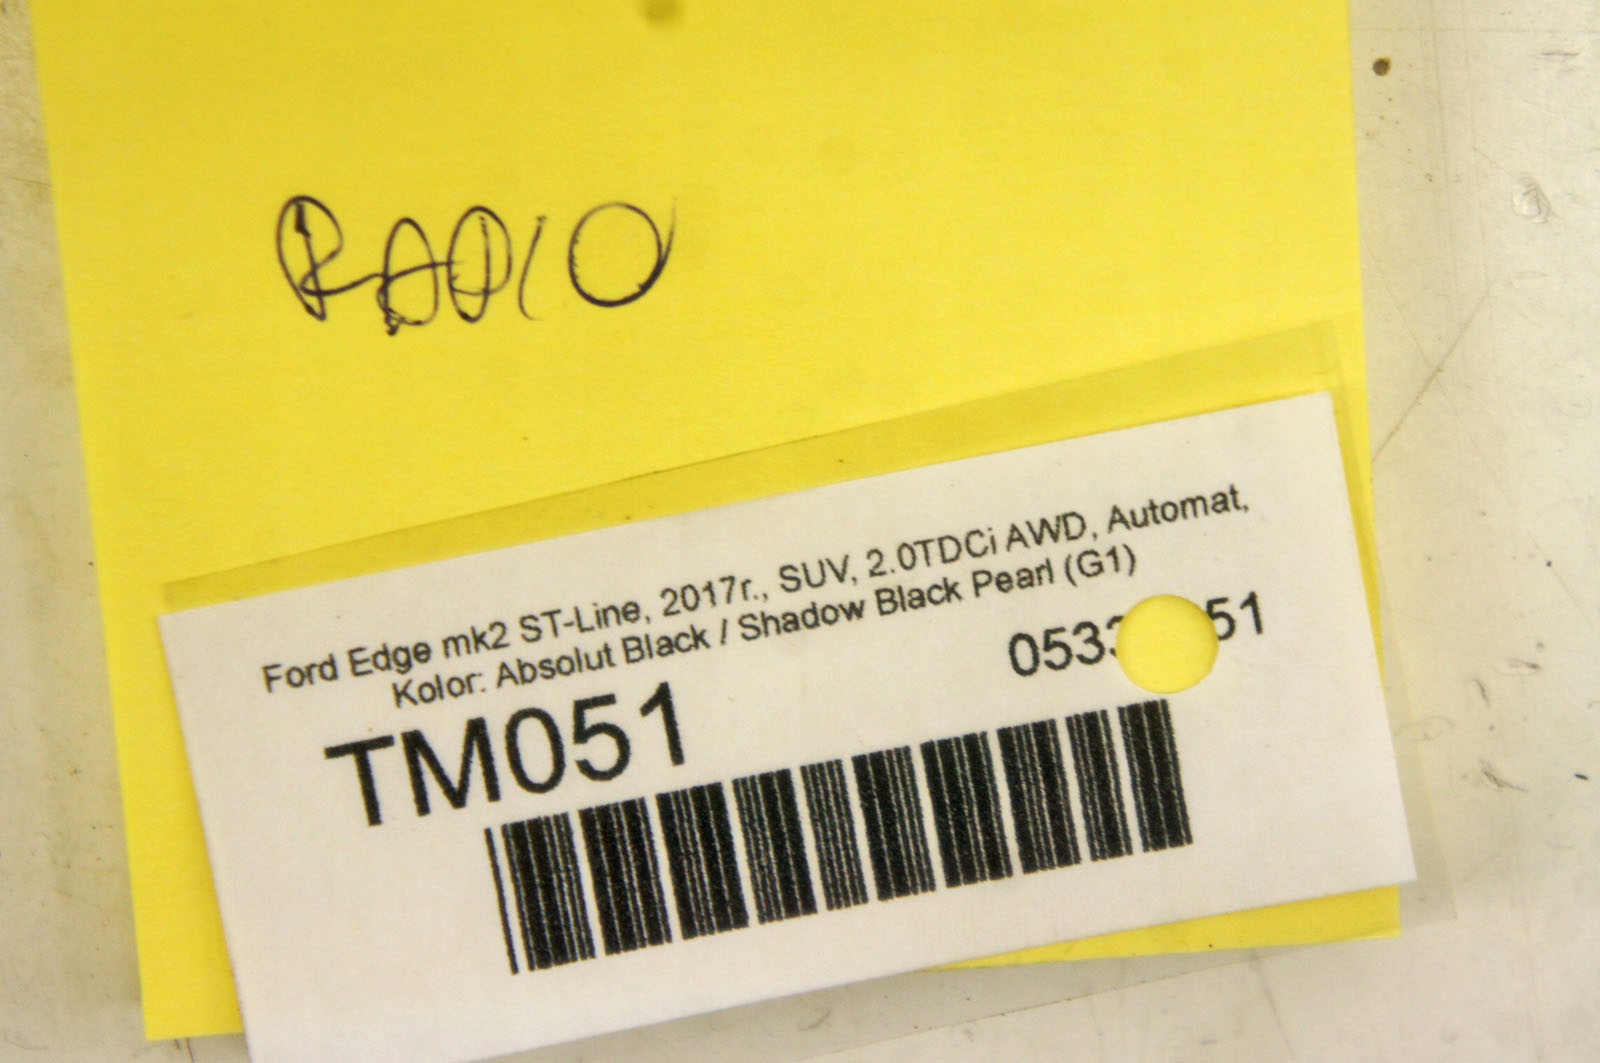 RADIO
Ford Edge mk2 ST-Line, 2017r., SUV, 2.0TDCi AWD, Automat,
Kolor: Absolut Black / Shadow Black Pearl (G1)
TM051